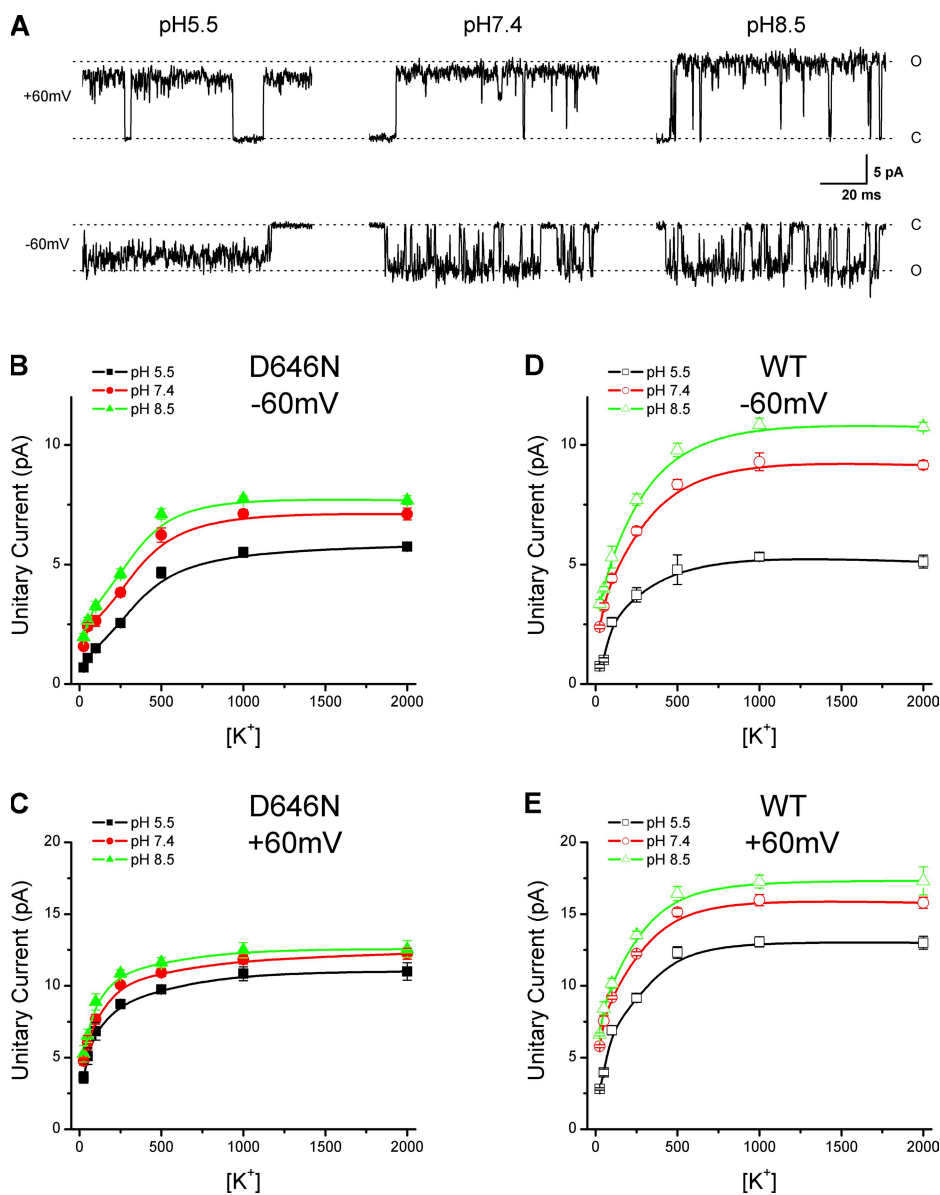 A
pH5.5
pH7.4
pH8.5
+60mV
O
C
5 pA
20 ms
-60mV
C
O
B
D646N
-60mV
pH 5.5
pH 7.4
pH 8.5
Unitary Current (pA)
10
5
0
0
500
1000
1500
2000
[K⁺]
D
WT
-60mV
pH 5.5
pH 7.4
pH 8.5
Unitary Current (pA)
10
5
0
0
500
1000
1500
2000
[K⁺]
C
D646N
+60mV
pH 5.5
pH 7.4
pH 8.5
Unitary Current (pA)
20
15
10
5
0
0
500
1000
1500
2000
[K⁺]
E
WT
+60mV
pH 5.5
pH 7.4
pH 8.5
Unitary Current (pA)
20
15
10
5
0
0
500
1000
1500
2000
[K⁺]